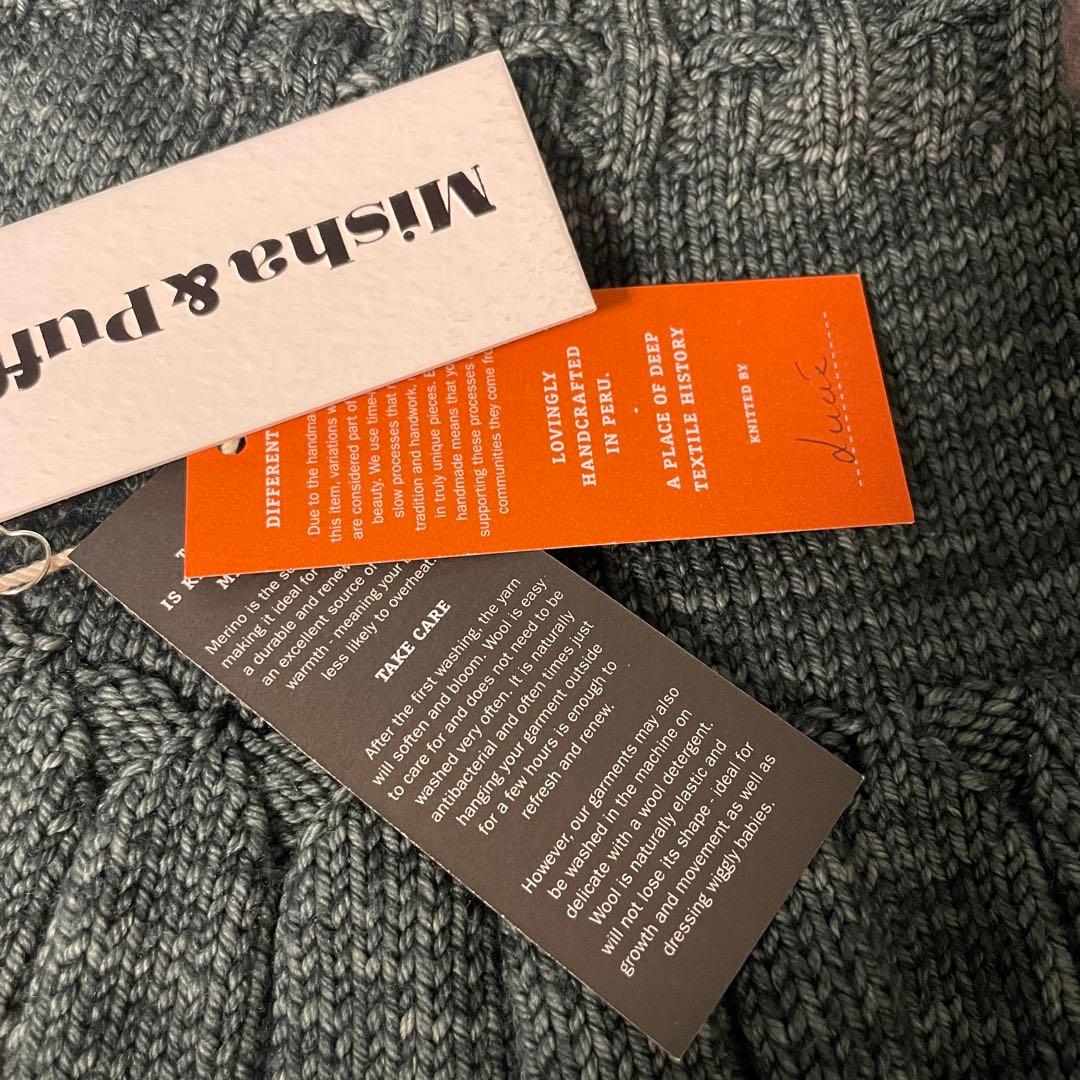 Misha & Puff
DIFFERENT
Due to the handma
this item, variations w
are considered part of
beauty. We use time-
slow processes that
tradition and handwork,
in truly unique pieces.
handmade means that yo
supporting these processes
communities they come fro
LOVINGLY
HANDCRAFTED
IN PERU.
A PLACE OF DEEP
TEXTILE HISTORY
KNITTED BY
Lucie
IS K
M
Merino is the so
making it ideal for
a durable and renew
an excellent source o
warmth - meaning your
less likely to overheat
TAKE CARE
After the first washing, the yarn
will soften and bloom. Wool is easy
to care for and does not need to be
washed very often. It is naturally
antibacterial and often times just
hanging your garment outside
for a few hours is enough to
refresh and renew.
However, our garments may also
be washed in the machine on
delicate with a wool detergent.
Wool is naturally elastic and
will not lose its shape - ideal for
growth and movement as well as
dressing wiggly babies.